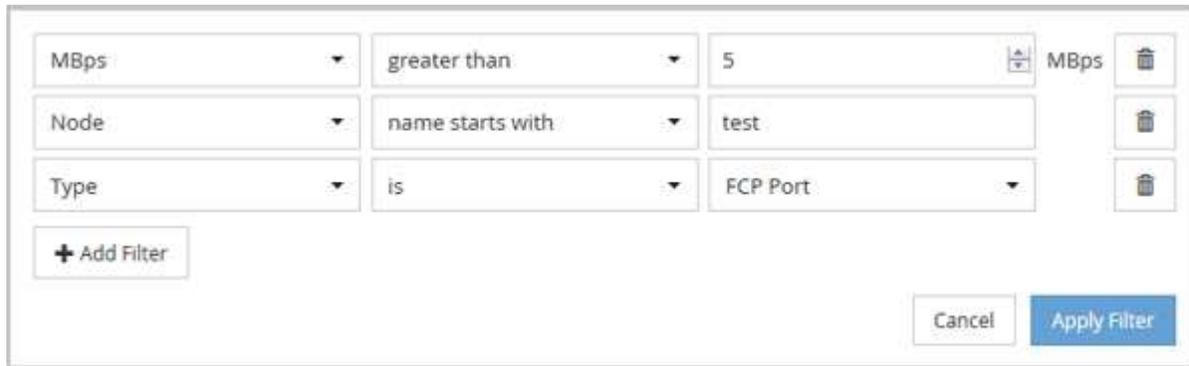 MBps greater than 5 MBps
Node name starts with test
Type is FCP Port
+ Add Filter
Cancel Apply Filter